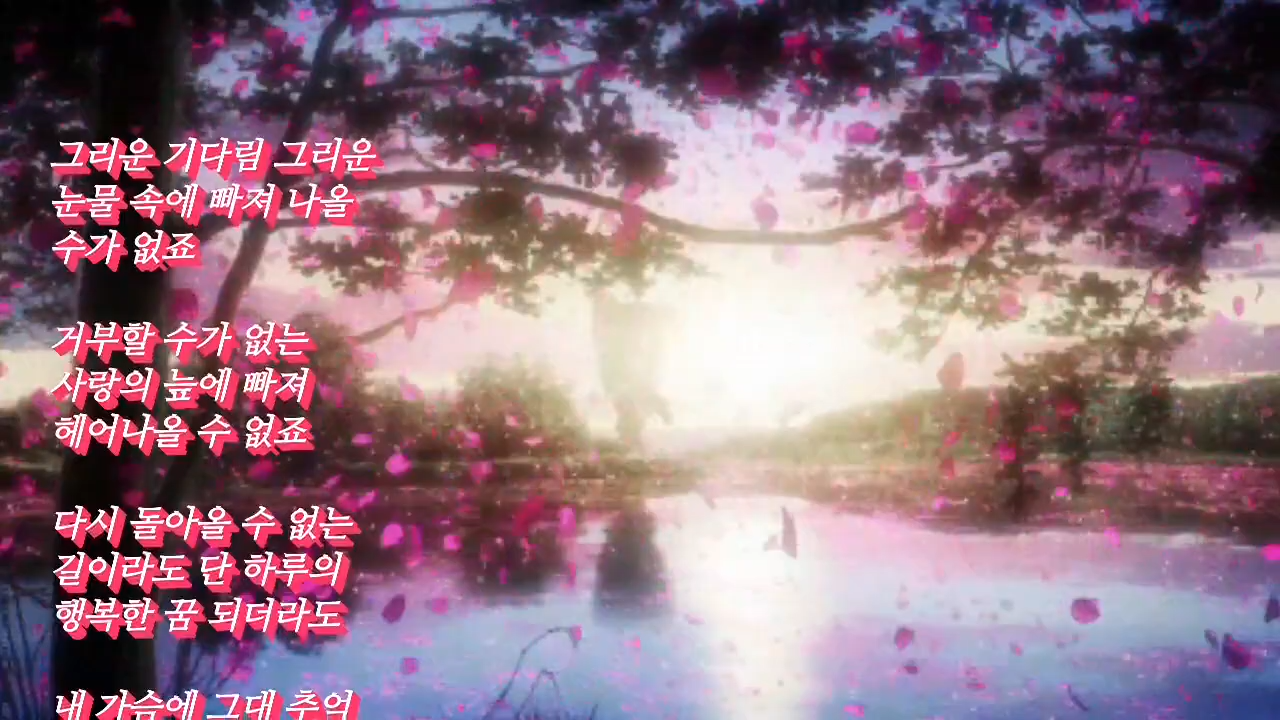 그리운 기다림 그리운
눈물 속에 빠져 나올
수가 없죠
거부할 수가 없는
사랑의 늪에 빠져
헤어나올 수 없죠
다시 돌아올 수 없는
길이라도 단 하루의
행복한 꿈 되더라도
내 가슴에 그대 추억